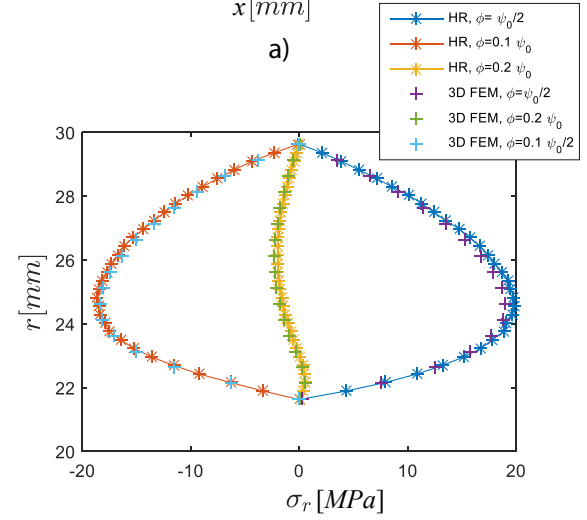 x[mm]
a)
HR, ϕ= ψ₀/2
HR, ϕ=0.1 ψ₀
HR, ϕ=0.2 ψ₀
3D FEM, ϕ=ψ₀/2
3D FEM, ϕ=0.2 ψ₀
3D FEM, ϕ=0.1 ψ₀/2
30
28
26
24
22
20
r[mm]
-20 -10 0 10 20
σᵣ[MPa]